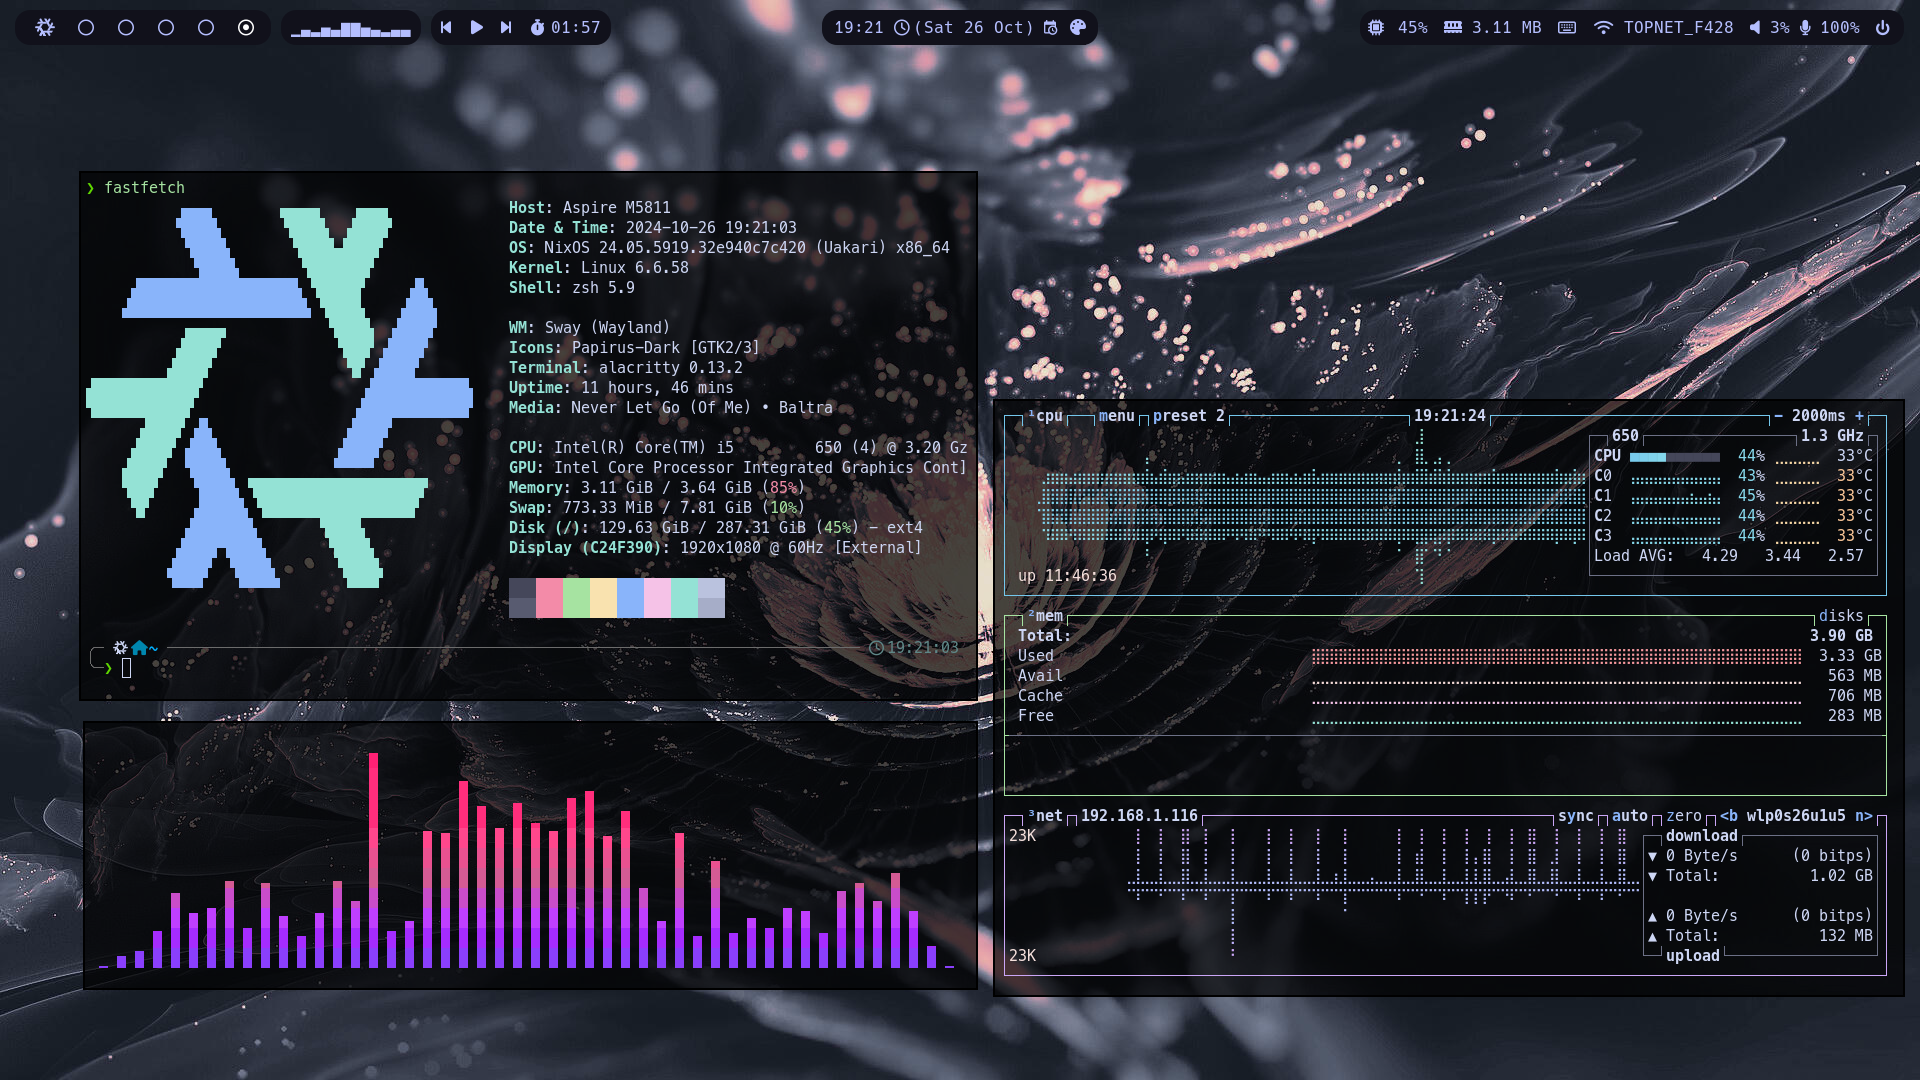 01:57
19:21 (Sat 26 Oct)
45% 3.11 MB TOPNET_F428 3% 100%
❯ fastfetch
Host: Aspire M5811
Date & Time: 2024-10-26 19:21:03
OS: NixOS 24.05.5919.32e940c7c420 (Uakari) x86_64
Kernel: Linux 6.6.58
Shell: zsh 5.9
WM: Sway (Wayland)
Icons: Papirus-Dark [GTK2/3]
Terminal: alacritty 0.13.2
Uptime: 11 hours, 46 mins
Media: Never Let Go (Of Me) • Baltra
CPU: Intel(R) Core(TM) i5 650 (4) @ 3.20 Gz
GPU: Intel Core Processor Integrated Graphics Cont]
Memory: 3.11 GiB / 3.64 GiB (85%)
Swap: 773.33 MiB / 7.81 GiB (10%)
Disk (/): 129.63 GiB / 287.31 GiB (45%) - ext4
Display (C24F390): 1920x1080 @ 60Hz [External]
~ 19:21:03
❯
¹cpu menu preset 2 19:21:24 - 2000ms +
650 1.3 GHz
CPU 44% 33°C
C0 43% 33°C
C1 45% 33°C
C2 44% 33°C
C3 44% 33°C
Load AVG: 4.29 3.44 2.57
up 11:46:36
²mem disks
Total: 3.90 GB
Used 3.33 GB
Avail 563 MB
Cache 706 MB
Free 283 MB
³net 192.168.1.116 sync auto zero <b wlp0s26u1u5 n>
23K
download
▼ 0 Byte/s (0 bitps)
▼ Total: 1.02 GB
▲ 0 Byte/s (0 bitps)
▲ Total: 132 MB
23K
upload